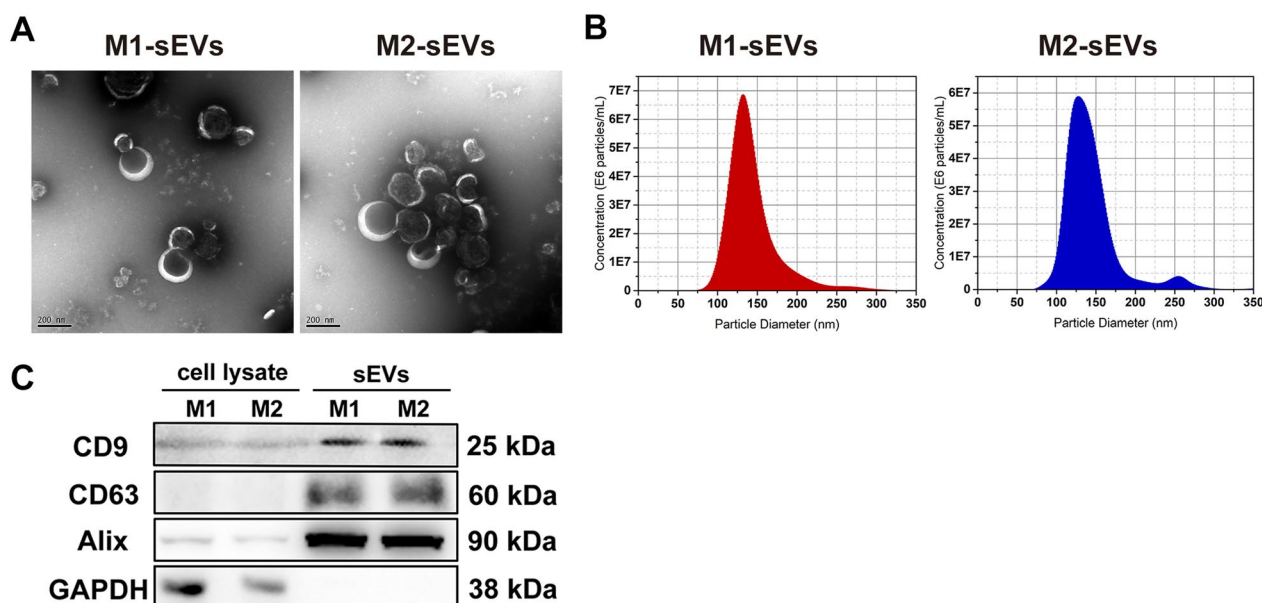 A
M1-sEVs
M2-sEVs
200 nm
200 nm
B
M1-sEVs
M2-sEVs
Concentration (E6 particles/mL)
7E7
6E7
5E7
4E7
3E7
2E7
1E7
0
0 50 100 150 200 250 300 350
Particle Diameter (nm)
Concentration (E6 particles/mL)
6E7
5E7
4E7
3E7
2E7
1E7
0
0 50 100 150 200 250 300 350
Particle Diameter (nm)
C
cell lysate sEVs
M1 M2 M1 M2
CD9 25 kDa
CD63 60 kDa
Alix 90 kDa
GAPDH 38 kDa